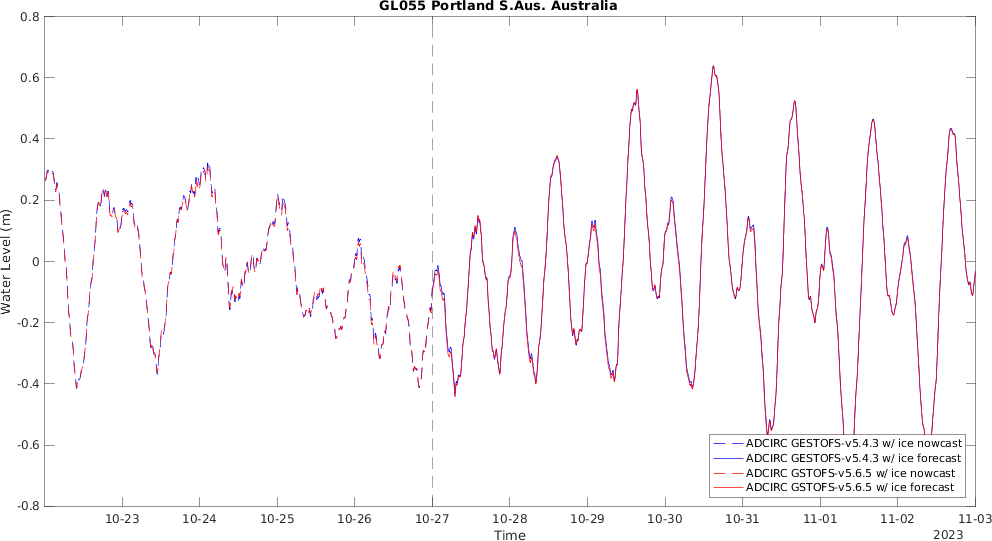 GL055 Portland S.Aus. Australia
0.8
0.6
0.4
0.2
0
-0.2
-0.4
-0.6
-0.8
Water Level (m)
ADCIRC GESTOFS-v5.4.3 w/ ice nowcast
ADCIRC GESTOFS-v5.4.3 w/ ice forecast
ADCIRC GSTOFS-v5.6.5 w/ ice nowcast
ADCIRC GSTOFS-v5.6.5 w/ ice forecast
10-23 10-24 10-25 10-26 10-27 10-28 10-29 10-30 10-31 11-01 11-02 11-03
Time
2023